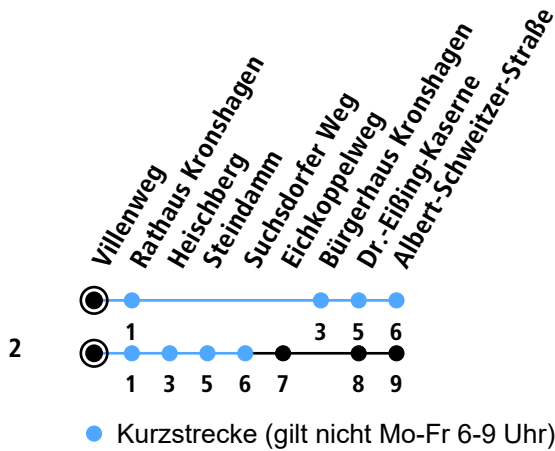 Villenweg
Rathaus Kronshagen
Heischberg
Steindamm
Suchsdorfer Weg
Eichkoppelweg
Bürgerhaus Kronshagen
Dr.-Eißing-Kaserne
Albert-Schweitzer-Straße
1 3 5 6
2
1 3 5 6 7 8 9
Kurzstrecke (gilt nicht Mo-Fr 6-9 Uhr)